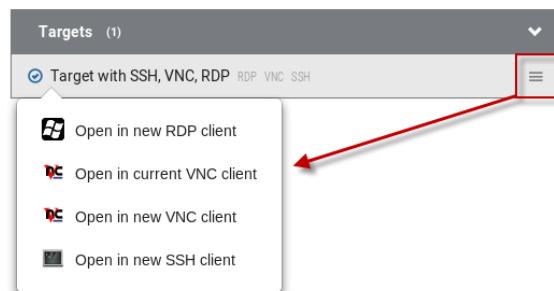 Targets (1)
Target with SSH, VNC, RDP RDP VNC SSH
Open in new RDP client
Open in current VNC client
Open in new VNC client
Open in new SSH client